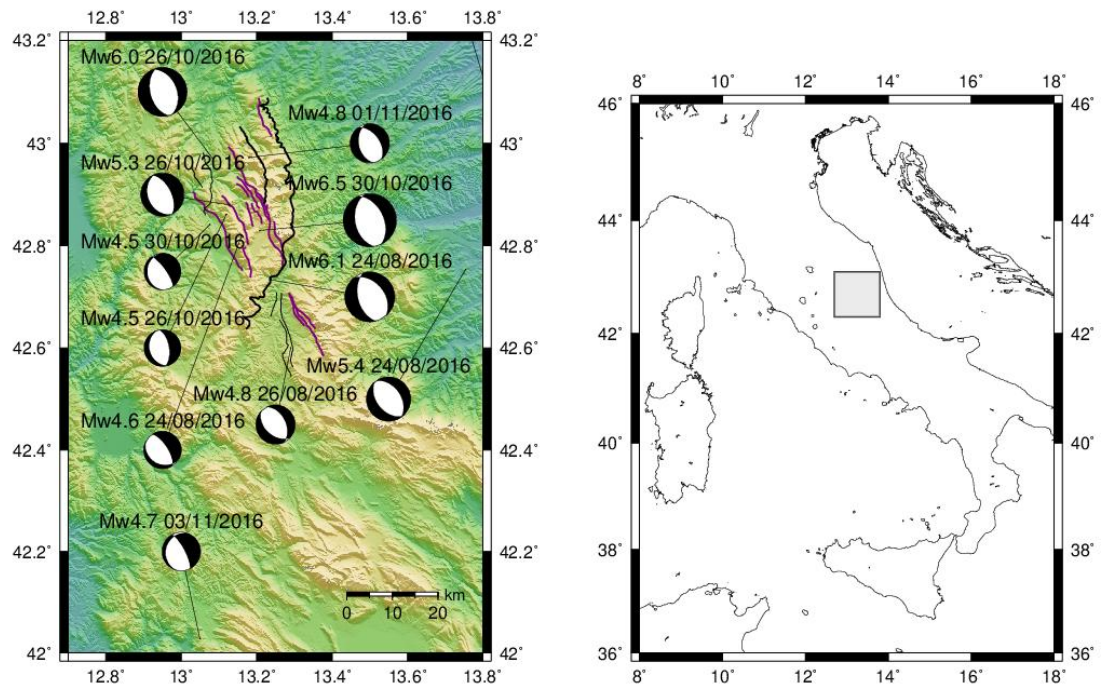 12.8° 13° 13.2° 13.4° 13.6° 13.8°
43.2° 43.2°
Mw6.0 26/10/2016
Mw4.8 01/11/2016
43° 43°
Mw5.3 26/10/2016
Mw6.5 30/10/2016
42.8° 42.8°
Mw4.5 30/10/2016
Mw6.1 24/08/2016
Mw4.5 26/10/2016
42.6° 42.6°
Mw5.4 24/08/2016
Mw4.8 26/08/2016
Mw4.6 24/08/2016
42.4° 42.4°
Mw4.7 03/11/2016
42.2° 42.2°
km
0 10 20
42° 42°
12.8° 13° 13.2° 13.4° 13.6° 13.8°
8° 10° 12° 14° 16° 18°
46° 46°
44° 44°
42° 42°
40° 40°
38° 38°
36° 36°
8° 10° 12° 14° 16° 18°